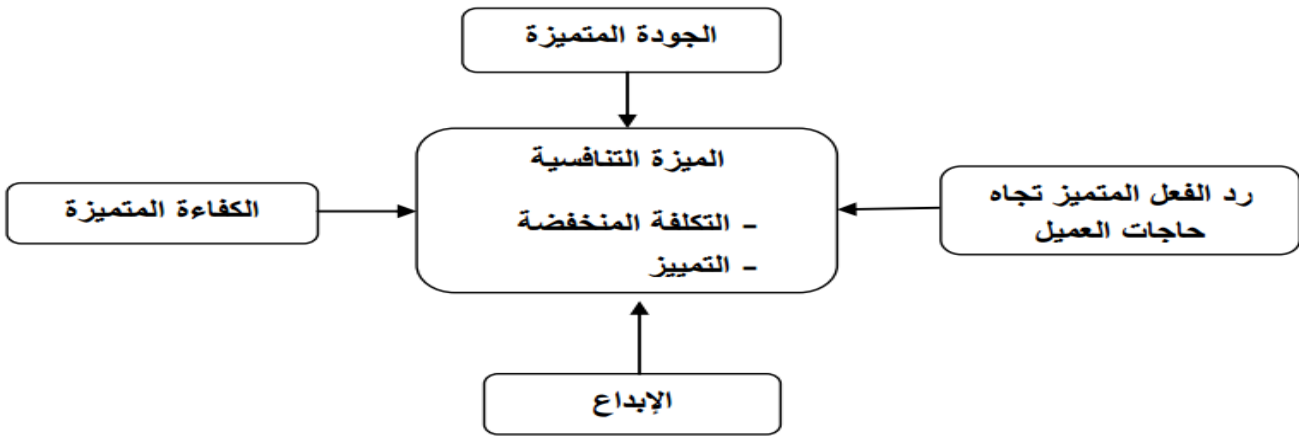 الجودة المتميزة
الميزة التنافسية
- التكلفة المنخفضة
- التمييز
رد الفعل المتميز تجاه
حاجات العميل
الكفاءة المتميزة
الإبداع